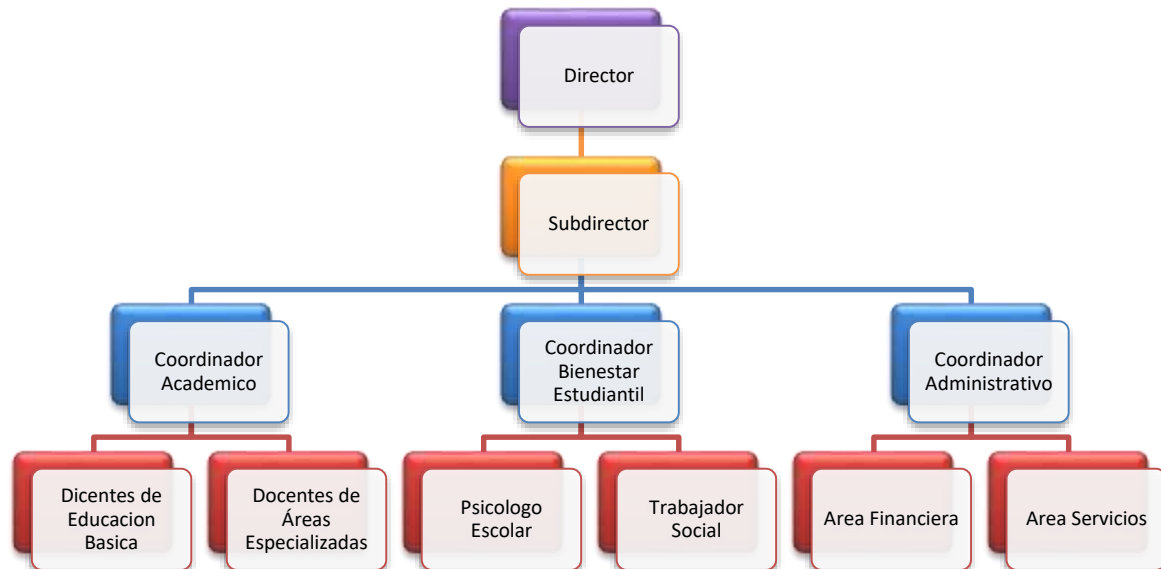 Director
Subdirector
Coordinador
Academico
Coordinador
Bienestar
Estudiantil
Coordinador
Administrativo
Dicentes de
Educacion
Basica
Docentes de
Áreas
Especializadas
Psicologo
Escolar
Trabajador
Social
Area Financiera
Area Servicios